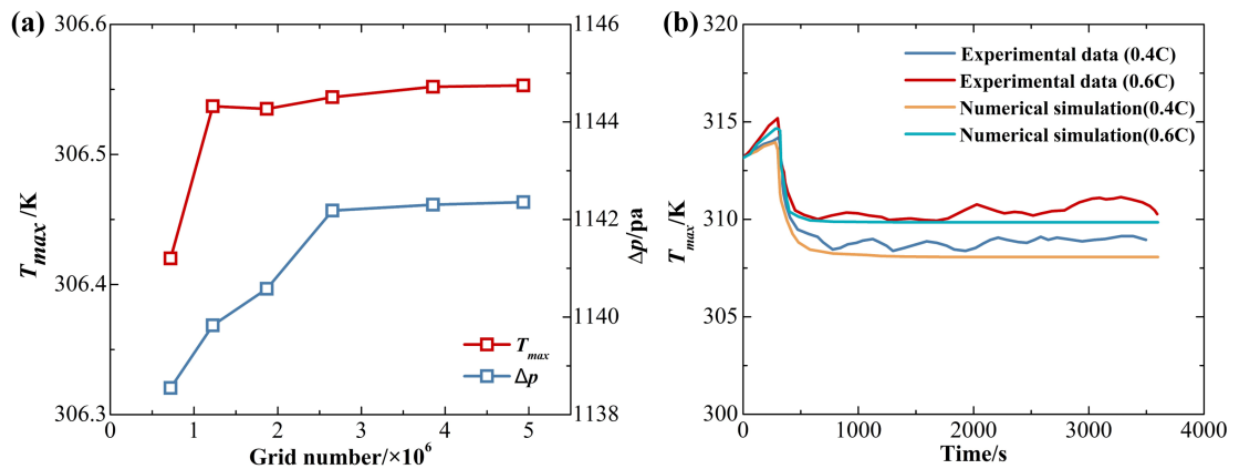 (a)
306.6
306.5
306.4
306.3
T_max /K
1146
1144
1142
1140
1138
Δp/pa
T_max
Δp
0 1 2 3 4 5
Grid number/×10⁶
(b)
320
315
310
305
300
T_max/K
Experimental data (0.4C)
Experimental data (0.6C)
Numerical simulation(0.4C)
Numerical simulation(0.6C)
0 1000 2000 3000 4000
Time/s